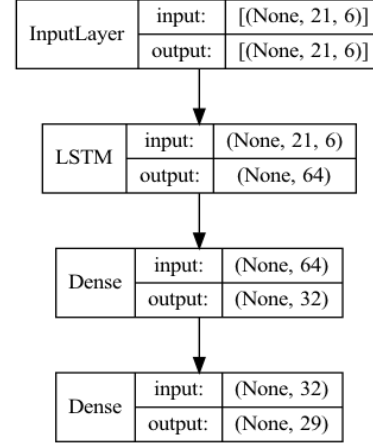 InputLayer
input: [(None, 21, 6)]
output: [(None, 21, 6)]
LSTM
input: (None, 21, 6)
output: (None, 64)
Dense
input: (None, 64)
output: (None, 32)
Dense
input: (None, 32)
output: (None, 29)